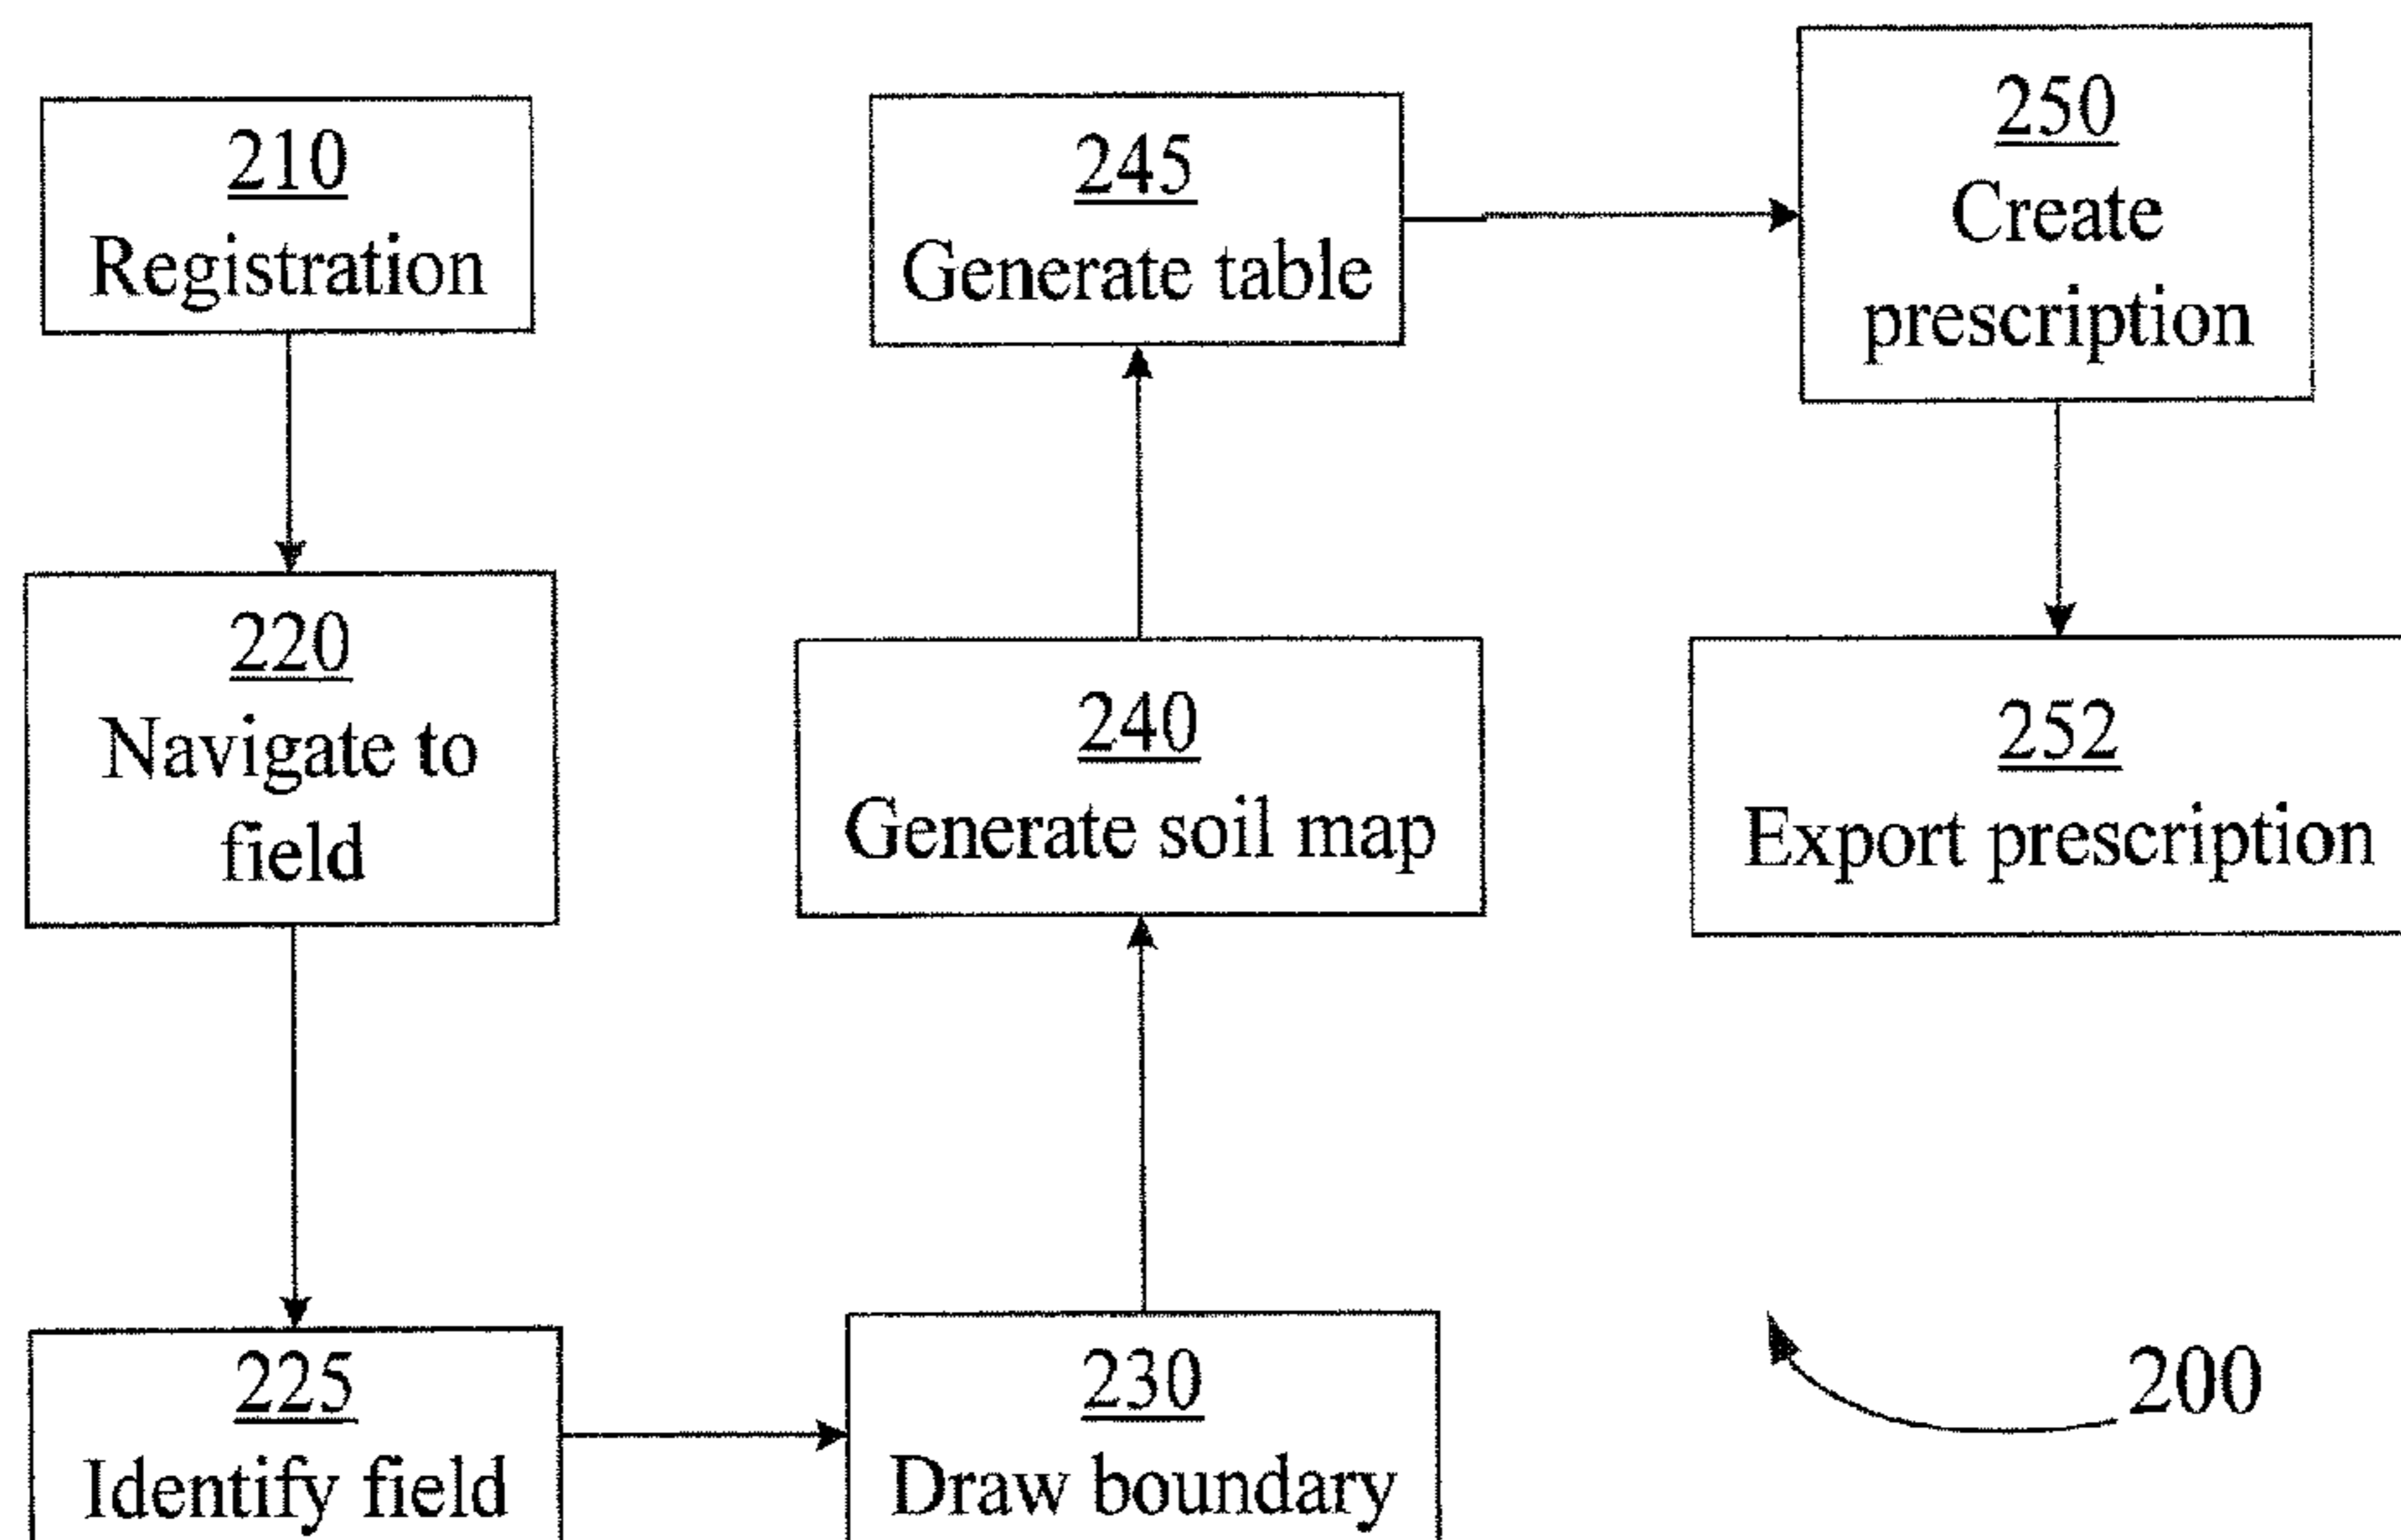 210
Registration
220
Navigate to
field
225
Identify field
230
Draw boundary
240
Generate soil map
245
Generate table
250
Create
prescription
252
Export prescription
200